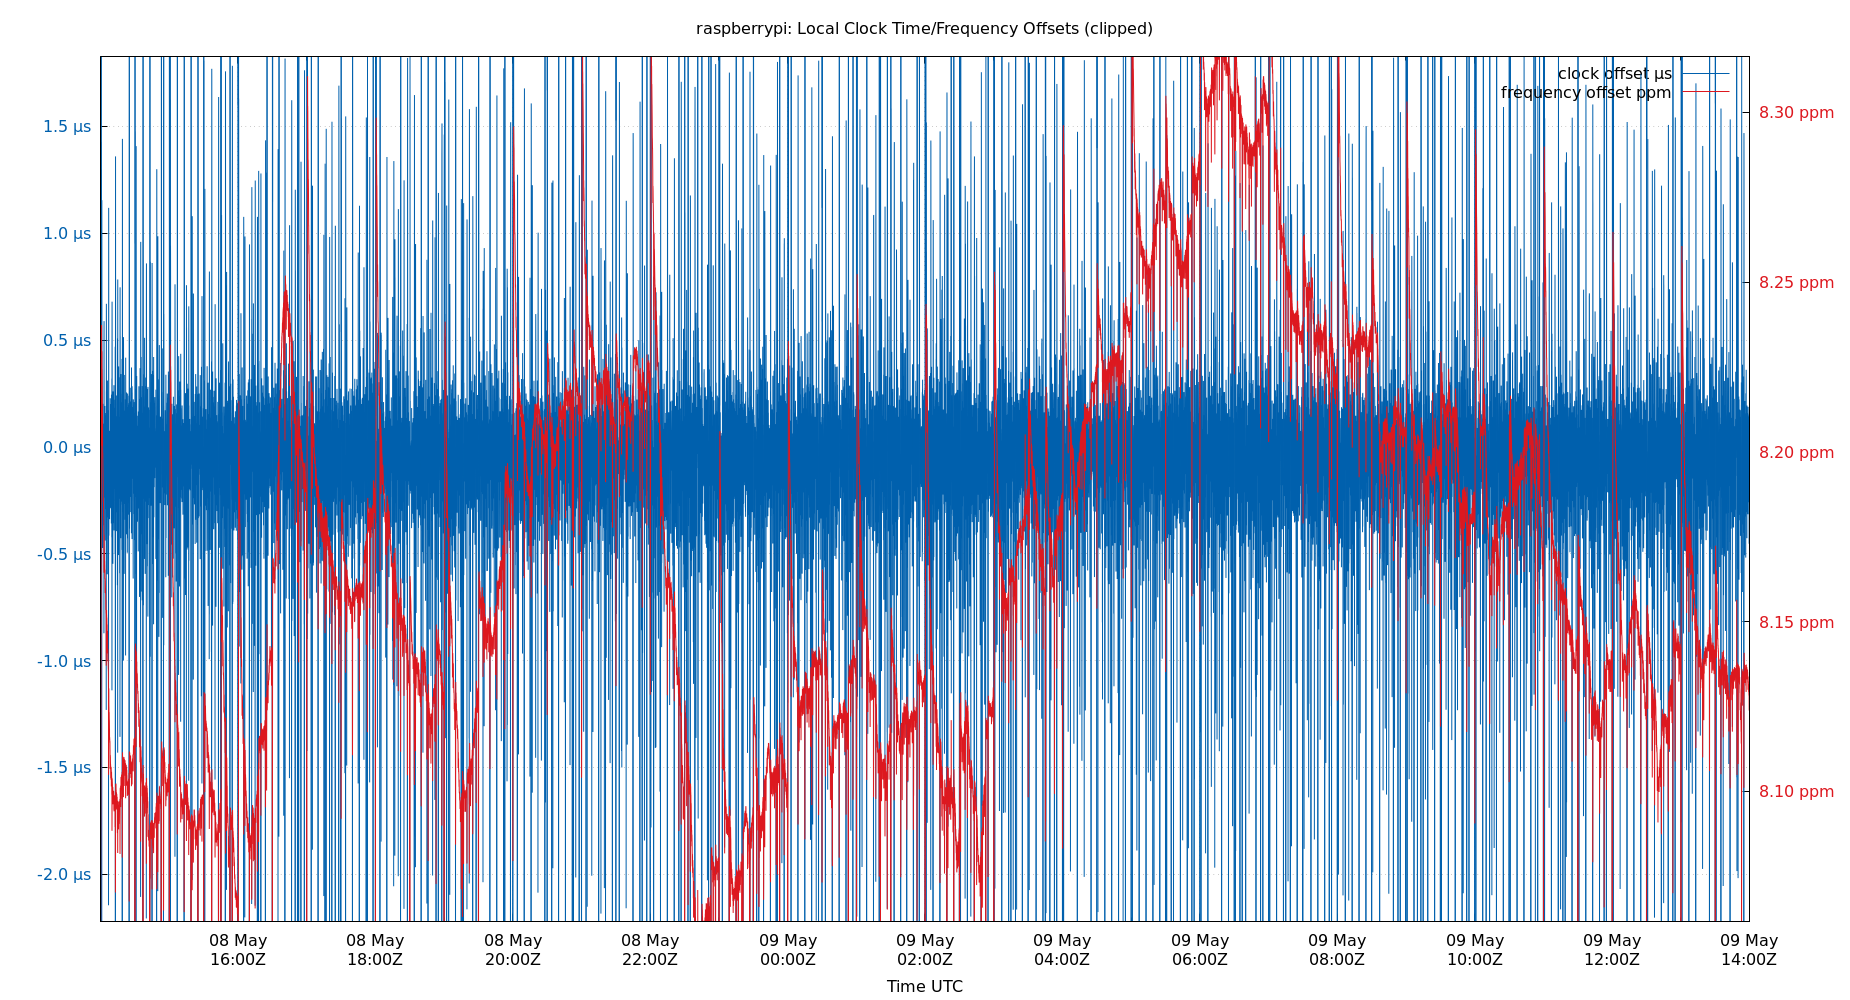 raspberrypi: Local Clock Time/Frequency Offsets (clipped)
clock offset µs
frequency offset ppm
1.5 µs
1.0 µs
0.5 µs
0.0 µs
-0.5 µs
-1.0 µs
-1.5 µs
-2.0 µs
8.30 ppm
8.25 ppm
8.20 ppm
8.15 ppm
8.10 ppm
08 May 08 May 08 May 08 May 09 May 09 May 09 May 09 May 09 May 09 May 09 May 09 May
16:00Z 18:00Z 20:00Z 22:00Z 00:00Z 02:00Z 04:00Z 06:00Z 08:00Z 10:00Z 12:00Z 14:00Z
Time UTC